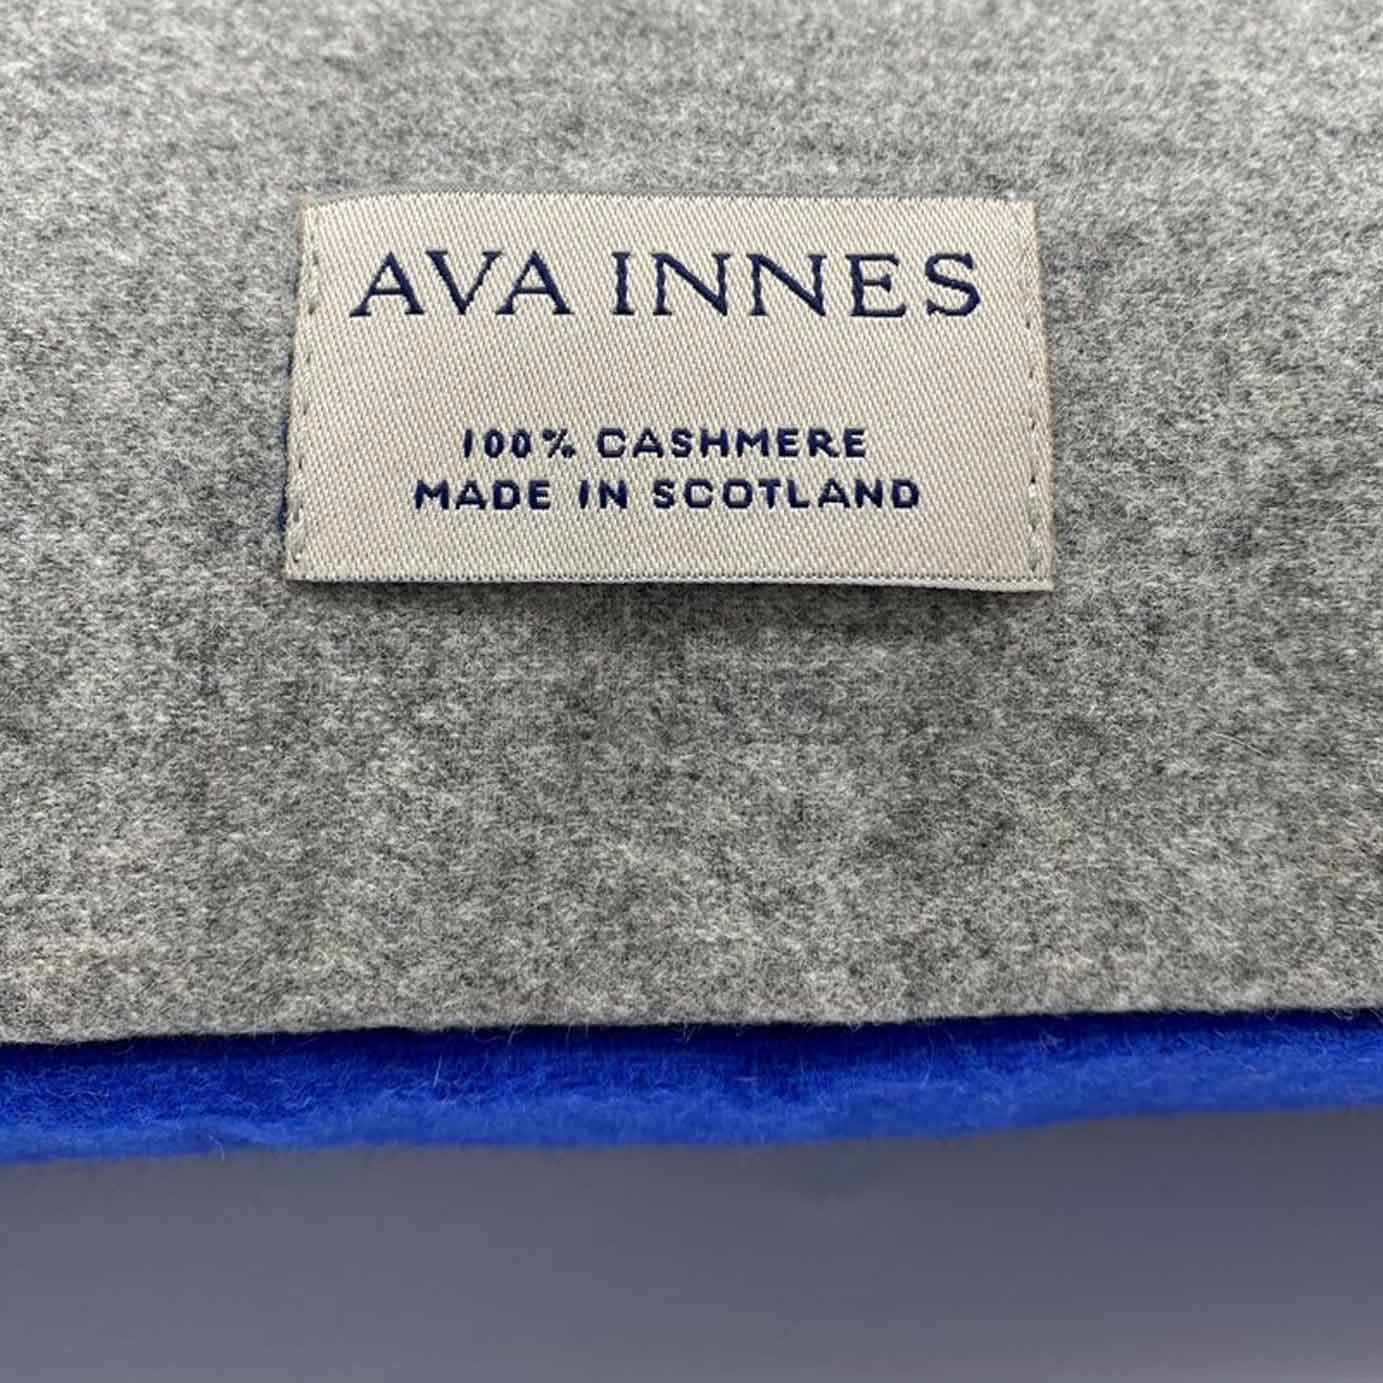 AVA INNES
100% CASHMERE
MADE IN SCOTLAND